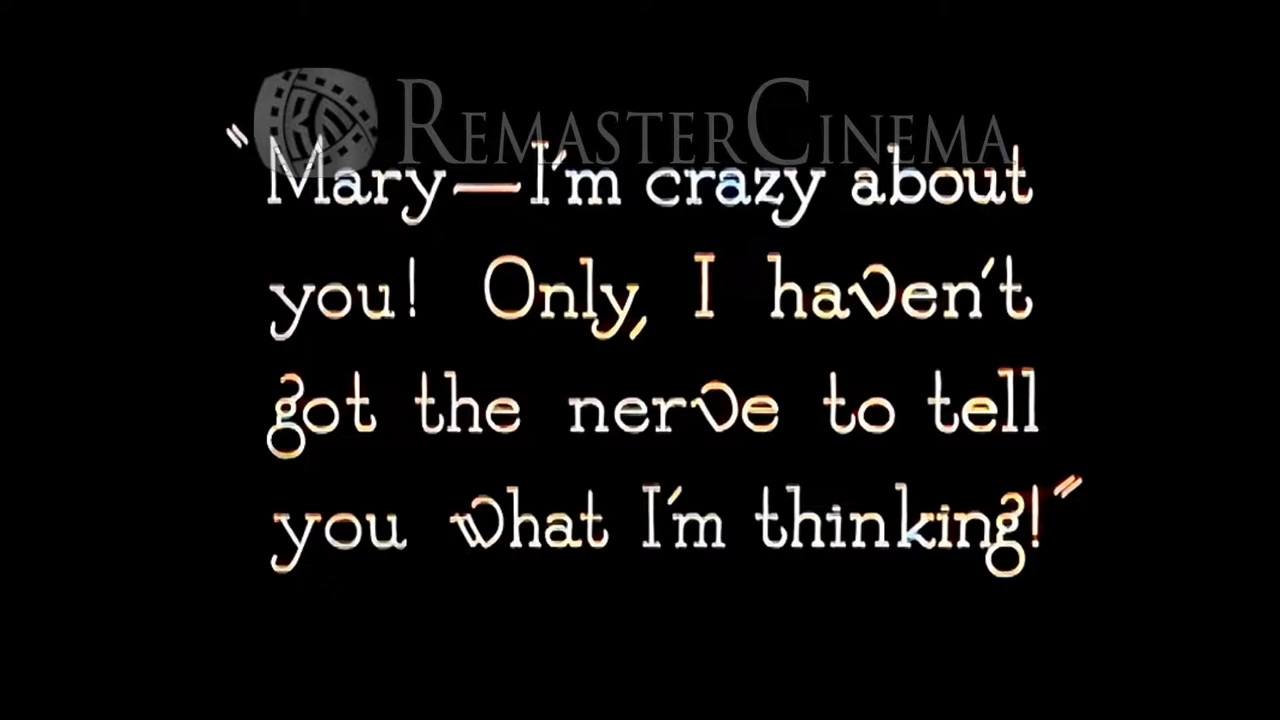 REMASTERCINEMA
"Mary—I'm crazy about
you! Only, I haven't
got the nerve to tell
you what I'm thinking!"